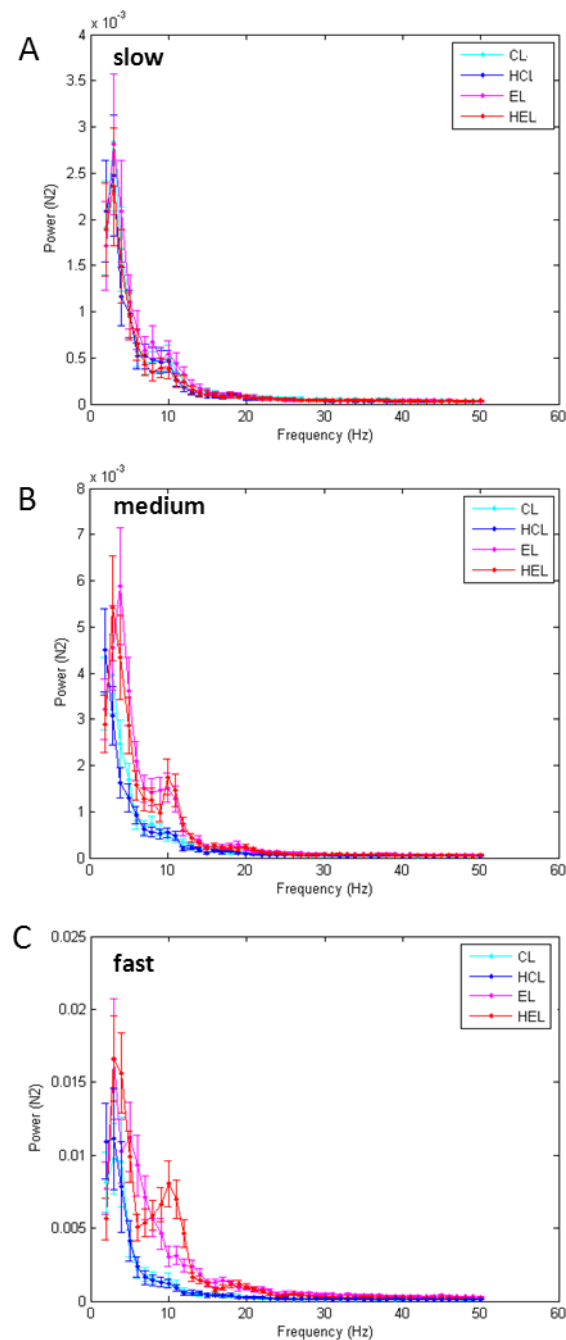 A
slow
x 10⁻³
4
3.5
3
2.5
2
1.5
1
0.5
0
Power (N2)
0 10 20 30 40 50 60
Frequency (Hz)
CL
HCL
EL
HEL
B
medium
x 10⁻³
8
7
6
5
4
3
2
1
0
Power (N2)
0 10 20 30 40 50 60
Frequency (Hz)
CL
HCL
EL
HEL
C
fast
0.025
0.02
0.015
0.01
0.005
0
Power (N2)
0 10 20 30 40 50 60
Frequency (Hz)
CL
HCL
EL
HEL